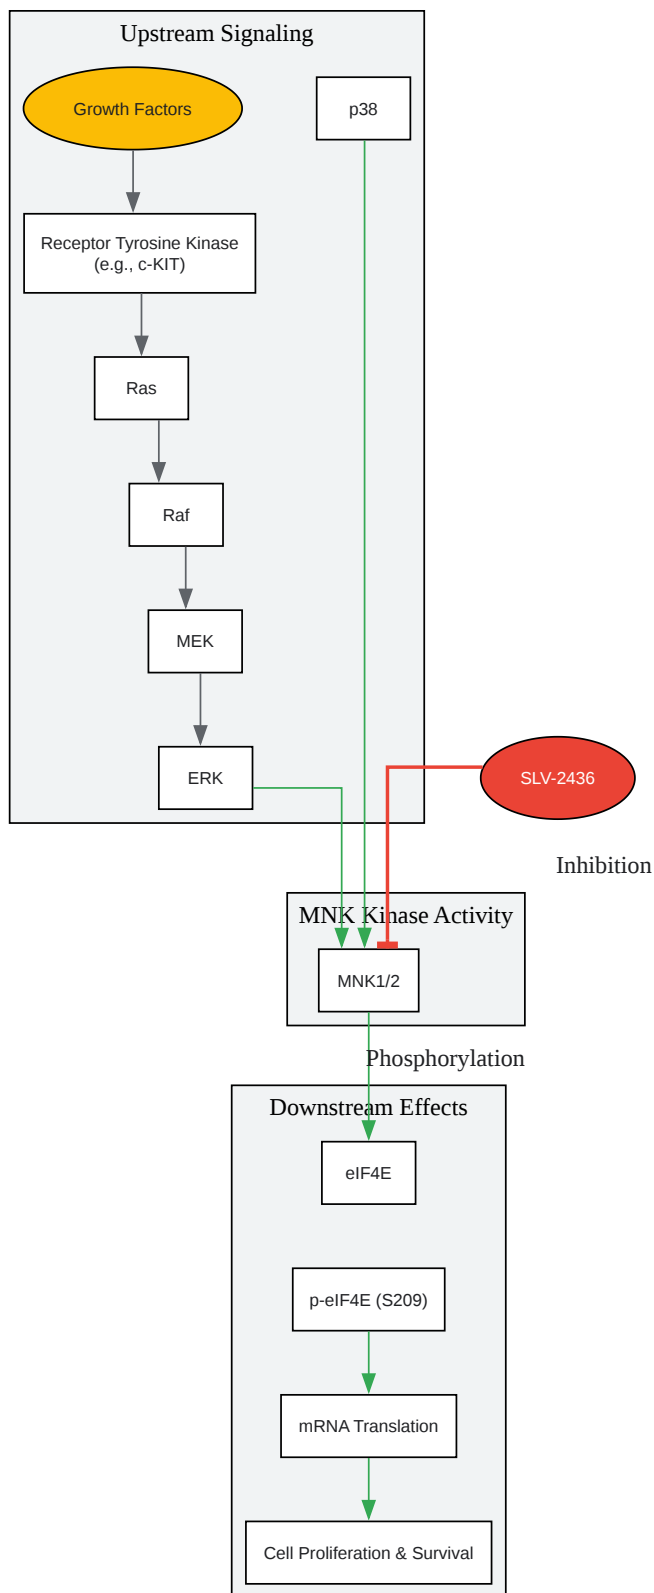 Upstream Signaling
Growth Factors
p38
Receptor Tyrosine Kinase
(e.g., c-KIT)
Ras
Raf
MEK
ERK
SLV-2436
Inhibition
MNK Kinase Activity
MNK1/2
Phosphorylation
Downstream Effects
eIF4E
p-eIF4E (S209)
mRNA Translation
Cell Proliferation & Survival